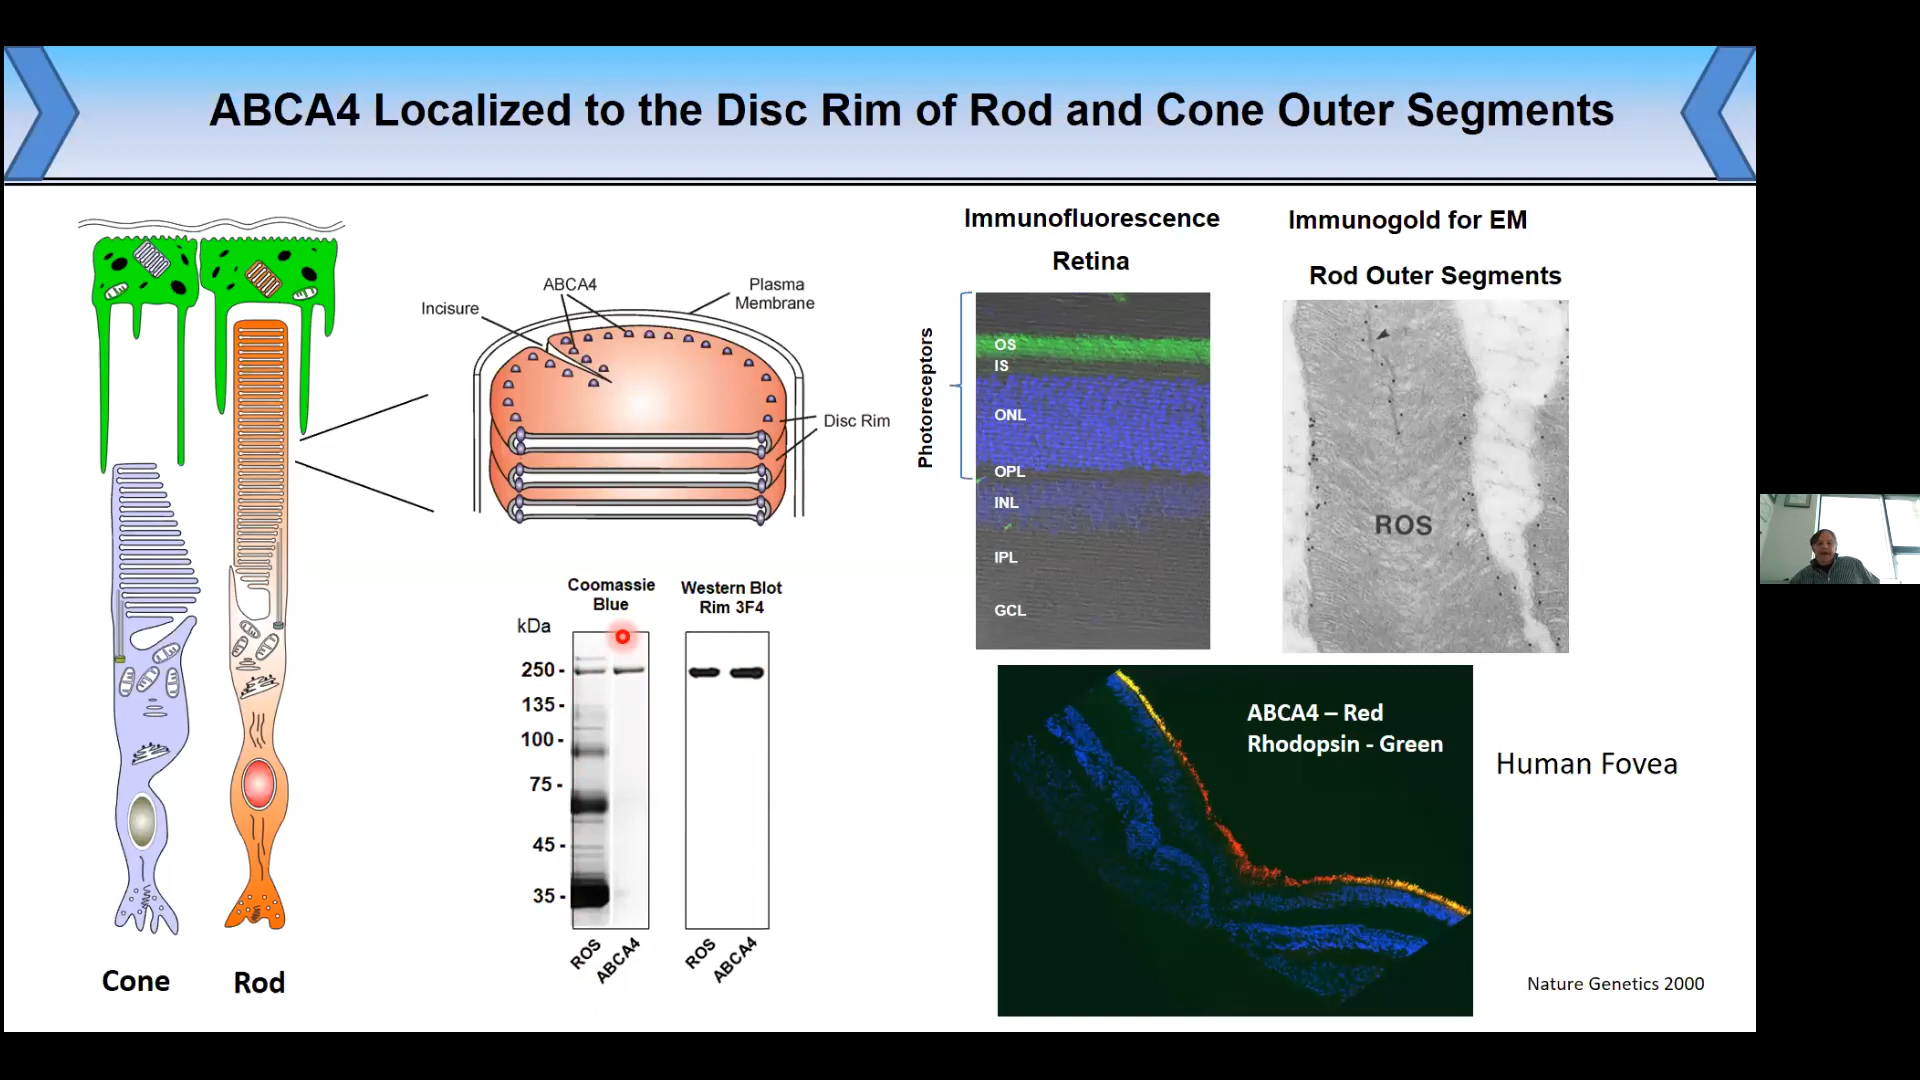 ABCA4 Localized to the Disc Rim of Rod and Cone Outer Segments
Cone
Rod
ABCA4
Incisure
Plasma
Membrane
Disc Rim
Coomassie
Blue
Western Blot
Rim 3F4
kDa
250 -
135 -
100 -
75 -
45 -
35 -
ROS
ABCA4
ROS
ABCA4
Immunofluorescence
Retina
Photoreceptors
OS
IS
ONL
OPL
INL
IPL
GCL
Immunogold for EM
Rod Outer Segments
ROS
ABCA4 – Red
Rhodopsin - Green
Human Fovea
Nature Genetics 2000